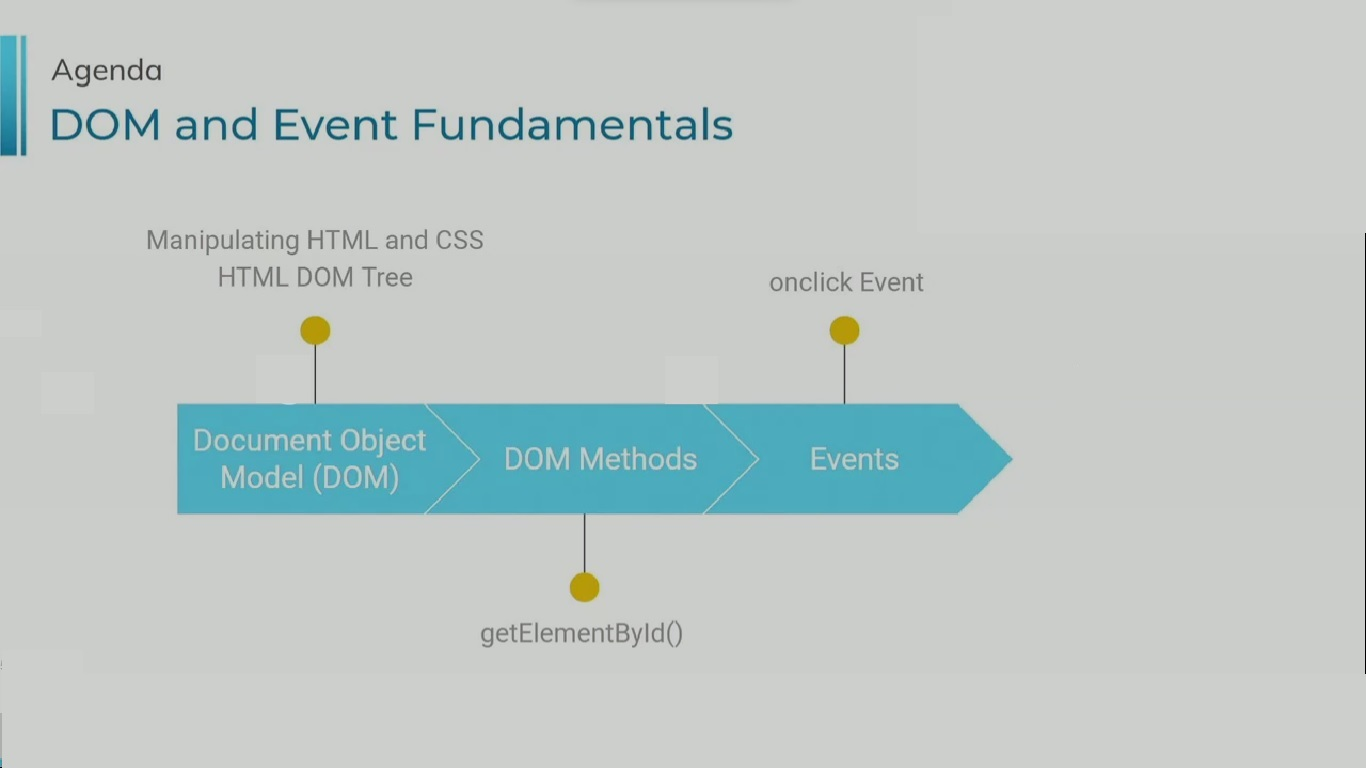 Agenda
DOM and Event Fundamentals
Manipulating HTML and CSS
HTML DOM Tree
onclick Event
Document Object
Model (DOM)
DOM Methods
Events
getElementById()